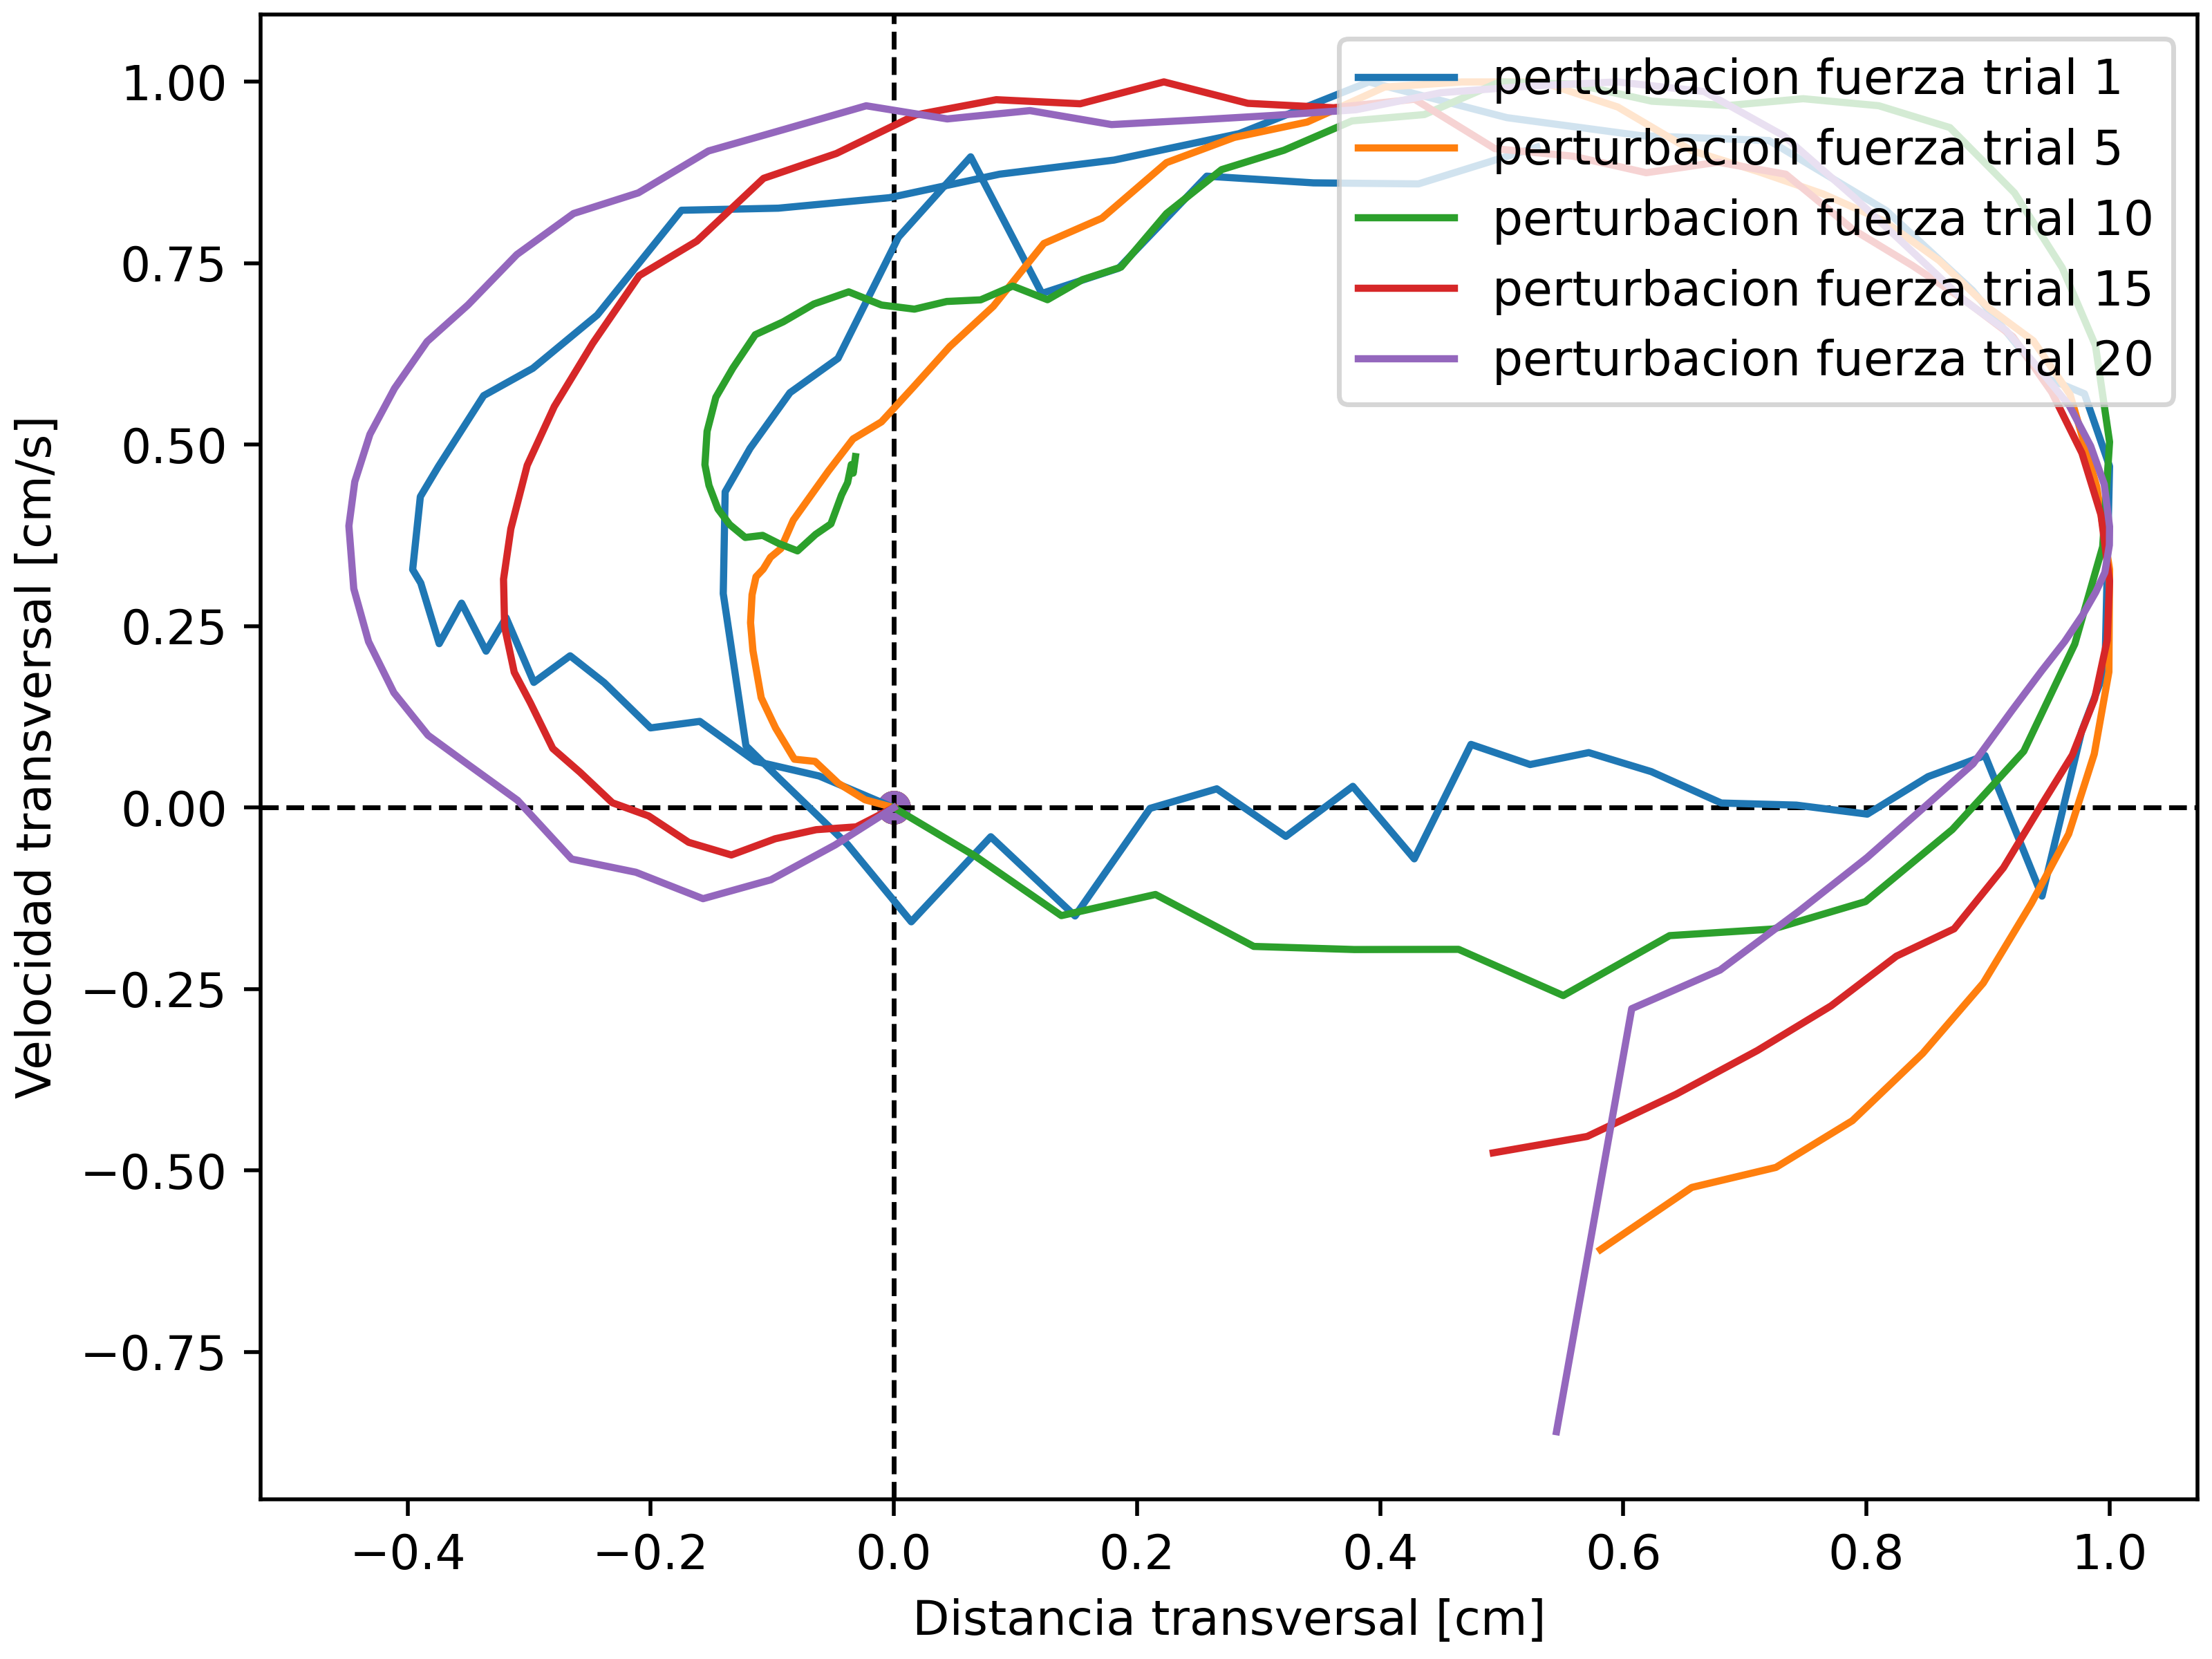 perturbacion fuerza trial 1
perturbacion fuerza trial 5
perturbacion fuerza trial 10
perturbacion fuerza trial 15
perturbacion fuerza trial 20
Velocidad transversal [cm/s]
1.00
0.75
0.50
0.25
0.00
−0.25
−0.50
−0.75
−0.4 −0.2 0.0 0.2 0.4 0.6 0.8 1.0
Distancia transversal [cm]